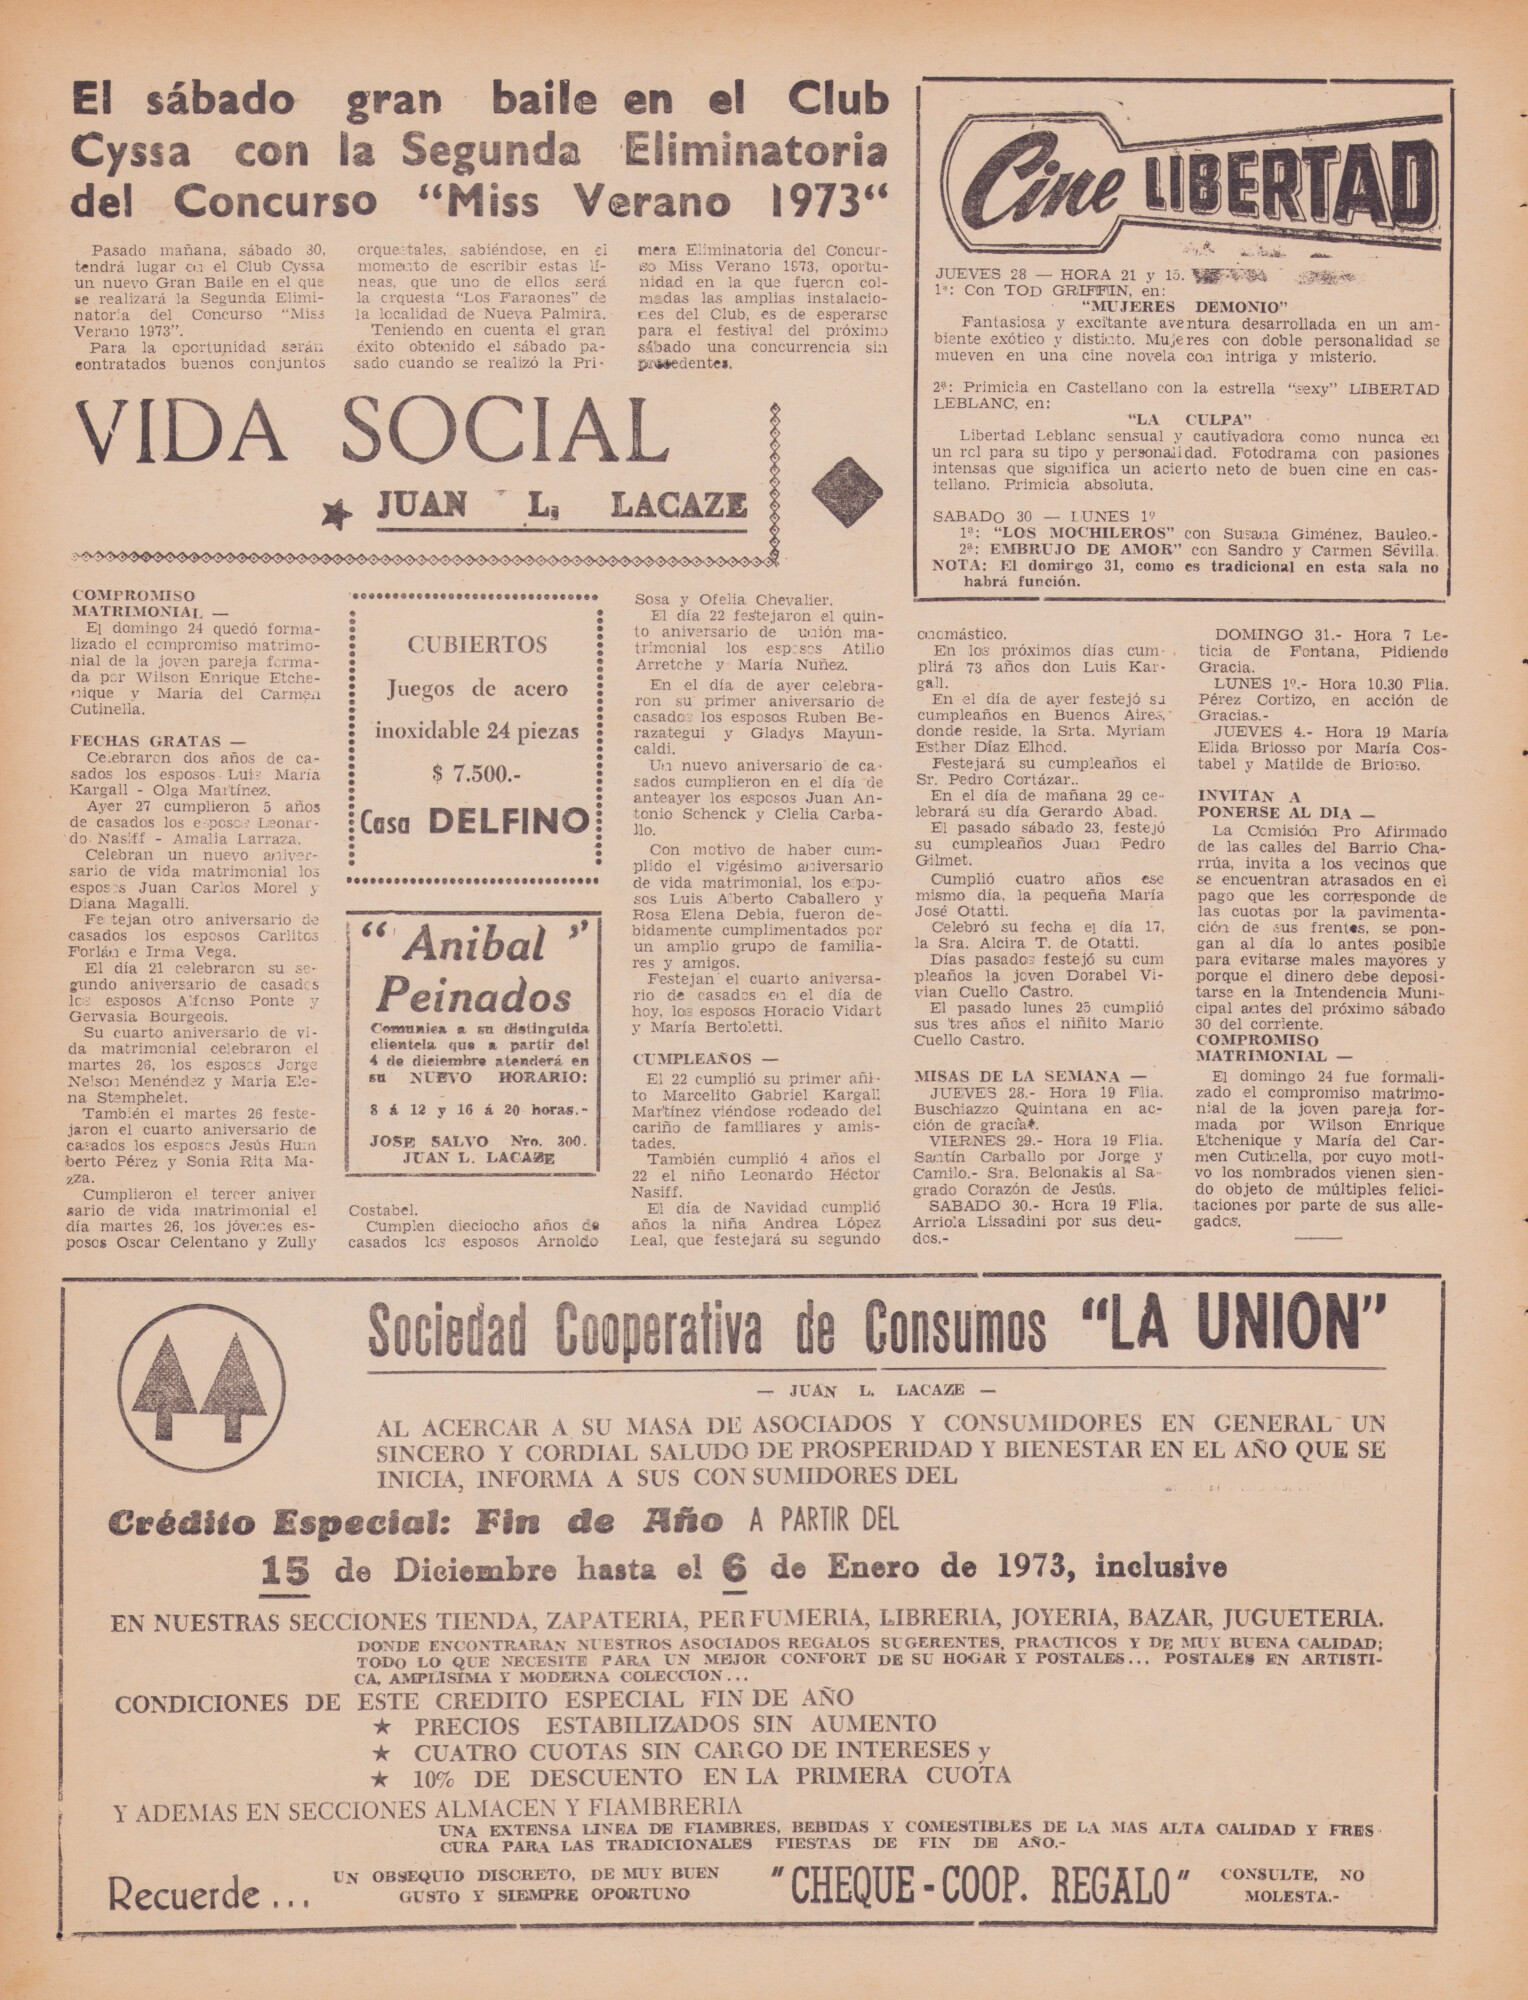 El sábado gran baile en el Club
Cyssa con la Segunda Eliminatoria
del Concurso “Miss Verano 1973“
Pasado mañana, sábado 30,
tendrá lugar en el Club Cyssa
un nuevo Gran Baile en el que
se realizará la Segunda Elimi-
natoria del Concurso “Miss
Verano 1973”.
Para la oportunidad serán
contratados buenos conjuntos
orquestales, sabiéndose, en el
momento de escribir estas lí-
neas, que uno de ellos será
la orquesta “Los Faraones” de
la localidad de Nueva Palmira.
Teniendo en cuenta el gran
éxito obtenido el sábado pa-
sado cuando se realizó la Pri-
mera Eliminatoria del Concur-
so Miss Verano 1973, oportu-
nidad en la que fueron col-
madas las amplias instalacio-
nes del Club, es de esperarse
para el festival del próximo
sábado una concurrencia sin
precedentes.
Cine LIBERTAD
JUEVES 28 — HORA 21 y 15.
1ª: Con TOD GRIFFIN, en:
“MUJERES DEMONIO”
Fantasiosa y excitante aventura desarrollada en un am-
biente exótico y distinto. Mujeres con doble personalidad se
mueven en una cine novela con intriga y misterio.
2ª: Primicia en Castellano con la estrella “sexy” LIBERTAD
LEBLANC, en:
“LA CULPA”
Libertad Leblanc sensual y cautivadora como nunca en
un rol para su tipo y personalidad. Fotodrama con pasiones
intensas que significa un acierto neto de buen cine en cas-
tellano. Primicia absoluta.
SABADO 30 — LUNES 1º
1ª: “LOS MOCHILEROS” con Susana Giménez, Bauleo.-
2ª: EMBRUJO DE AMOR” con Sandro y Carmen Sevilla.
NOTA: El domingo 31, como es tradicional en esta sala no
habrá función.
VIDA SOCIAL
JUAN L. LACAZE
COMPROMISO
MATRIMONIAL —
El domingo 24 quedó forma-
lizado el compromiso matrimo-
nial de la joven pareja forma-
da por Wilson Enrique Etche-
nique y María del Carmen
Cutinella.
FECHAS GRATAS —
Celebraron dos años de ca-
sados los esposos Luis María
Kargall - Olga Martínez.
Ayer 27 cumplieron 5 años
de casados los esposos Leonar-
do Nasiff - Amalia Larraza.
Celebran un nuevo aniver-
sario de vida matrimonial los
esposos Juan Carlos Morel y
Diana Magalli.
Festejan otro aniversario de
casados los esposos Carlitos
Forlán e Irma Vega.
El día 21 celebraron su se-
gundo aniversario de casados
los esposos Alfonso Ponte y
Gervasia Bourgeois.
Su cuarto aniversario de vi
da matrimonial celebraron el
martes 26, los esposos Jorge
Nelson Menéndez y Maria Ele-
na Stemphelet.
También el martes 26 feste-
jaron el cuarto aniversario de
casados los esposos Jesús Hum
berto Pérez y Sonia Rita Ma-
zza.
Cumplieron el tercer aniver
sario de vida matrimonial el
día martes 26, los jóvenes es-
posos Oscar Celentano y Zully
CUBIERTOS
Juegos de acero
inoxidable 24 piezas
$ 7.500.-
Casa DELFINO
“ Anibal ”
Peinados
Comunica a su distinguida
clientela que a partir del
4 de diciembre atenderá en
su NUEVO HORARIO:
8 á 12 y 16 á 20 horas.-
JOSE SALVO Nro. 300.
JUAN L. LACAZE
Costabel.
Cumplen dieciocho años de
casados los esposos Arnoldo
Sosa y Ofelia Chevalier.
El día 22 festejaron el quin-
to aniversario de unión ma-
trimonial los esposos Atilio
Arretche y María Nuñez.
En el día de ayer celebra-
ron su primer aniversario de
casados los esposos Ruben Be-
razategui y Gladys Mayun-
caldi.
Un nuevo aniversario de ca-
sados cumplieron en el día de
anteayer los esposos Juan An-
tonio Schenck y Clelia Carba-
llo.
Con motivo de haber cum-
plido el vigésimo aniversario
de vida matrimonial, los espo-
sos Luis Alberto Caballero y
Rosa Elena Debia, fueron de-
bidamente cumplimentados por
un amplio grupo de familia-
res y amigos.
Festejan el cuarto aniversa-
rio de casados en el día de
hoy, los esposos Horacio Vidart
y María Bertoletti.
CUMPLEAÑOS —
El 22 cumplió su primer añi-
to Marcelito Gabriel Kargall
Martínez viéndose rodeado del
cariño de familiares y amis-
tades.
También cumplió 4 años el
22 el niño Leonardo Héctor
Nasiff.
El día de Navidad cumplió
años la niña Andrea López
Leal, que festejará su segundo
onomástico.
En los próximos días cum-
plirá 73 años don Luis Kar-
gall.
En el día de ayer festejó su
cumpleaños en Buenos Aires,
donde reside, la Srta. Myriam
Esther Díaz Elhod.
Festejará su cumpleaños el
Sr. Pedro Cortázar..
En el día de mañana 29 ce-
lebrará su día Gerardo Abad.
El pasado sábado 23, festejó
su cumpleaños Juan Pedro
Gilmet.
Cumplió cuatro años ese
mismo día, la pequeña María
José Otatti.
Celebró su fecha el día 17,
la Sra. Alcira T. de Otatti.
Días pasados festejó su cum
pleaños la joven Dorabel Vi-
vian Cuello Castro.
El pasado lunes 25 cumplió
sus tres años el niñito Mario
Cuello Castro.
MISAS DE LA SEMANA —
JUEVES 28.- Hora 19 Flia.
Buschiazzo Quintana en ac-
ción de gracias.
VIERNES 29.- Hora 19 Flia.
Santín Carballo por Jorge y
Camilo.- Sra. Belonakis al Sa-
grado Corazón de Jesús.
SABADO 30.- Hora 19 Flia.
Arriola Lissadini por sus deu-
dos.-
DOMINGO 31.- Hora 7 Le-
ticia de Fontana, Pidiendo
Gracia.
LUNES 1º.- Hora 10.30 Flia.
Pérez Cortizo, en acción de
Gracias.-
JUEVES 4.- Hora 19 María
Elida Briosso por María Cos-
tabel y Matilde de Briosso.
INVITAN A
PONERSE AL DIA —
La Comisión Pro Afirmado
de las calles del Barrio Cha-
rrúa, invita a los vecinos que
se encuentran atrasados en el
pago que les corresponde de
las cuotas por la pavimenta-
ción de sus frentes, se pon-
gan al día lo antes posible
para evitarse males mayores y
porque el dinero debe deposi-
tarse en la Intendencia Muni-
cipal antes del próximo sábado
30 del corriente.
COMPROMISO
MATRIMONIAL —
El domingo 24 fue formali-
zado el compromiso matrimo-
nial de la joven pareja for-
mada por Wilson Enrique
Etchenique y María del Car-
men Cutinella, por cuyo moti-
vo los nombrados vienen sien-
do objeto de múltiples felici-
taciones por parte de sus alle-
gados.
Sociedad Cooperativa de Consumos “LA UNION”
— JUAN L. LACAZE —
AL ACERCAR A SU MASA DE ASOCIADOS Y CONSUMIDORES EN GENERAL UN
SINCERO Y CORDIAL SALUDO DE PROSPERIDAD Y BIENESTAR EN EL AÑO QUE SE
INICIA, INFORMA A SUS CONSUMIDORES DEL
Crédito Especial: Fin de Año A PARTIR DEL
15 de Diciembre hasta el 6 de Enero de 1973, inclusive
EN NUESTRAS SECCIONES TIENDA, ZAPATERIA, PERFUMERIA, LIBRERIA, JOYERIA, BAZAR, JUGUETERIA.
DONDE ENCONTRARAN NUESTROS ASOCIADOS REGALOS SUGERENTES, PRACTICOS Y DE MUY BUENA CALIDAD;
TODO LO QUE NECESITE PARA UN MEJOR CONFORT DE SU HOGAR Y POSTALES... POSTALES EN ARTISTI-
CA, AMPLISIMA Y MODERNA COLECCION...
CONDICIONES DE ESTE CREDITO ESPECIAL FIN DE AÑO
★ PRECIOS ESTABILIZADOS SIN AUMENTO
★ CUATRO CUOTAS SIN CARGO DE INTERESES y
★ 10% DE DESCUENTO EN LA PRIMERA CUOTA
Y ADEMAS EN SECCIONES ALMACEN Y FIAMBRERIA
UNA EXTENSA LINEA DE FIAMBRES, BEBIDAS Y COMESTIBLES DE LA MAS ALTA CALIDAD Y FRES
CURA PARA LAS TRADICIONALES FIESTAS DE FIN DE AÑO.-
Recuerde ...
UN OBSEQUIO DISCRETO, DE MUY BUEN
GUSTO Y SIEMPRE OPORTUNO
"CHEQUE-COOP. REGALO"
CONSULTE, NO
MOLESTA.-